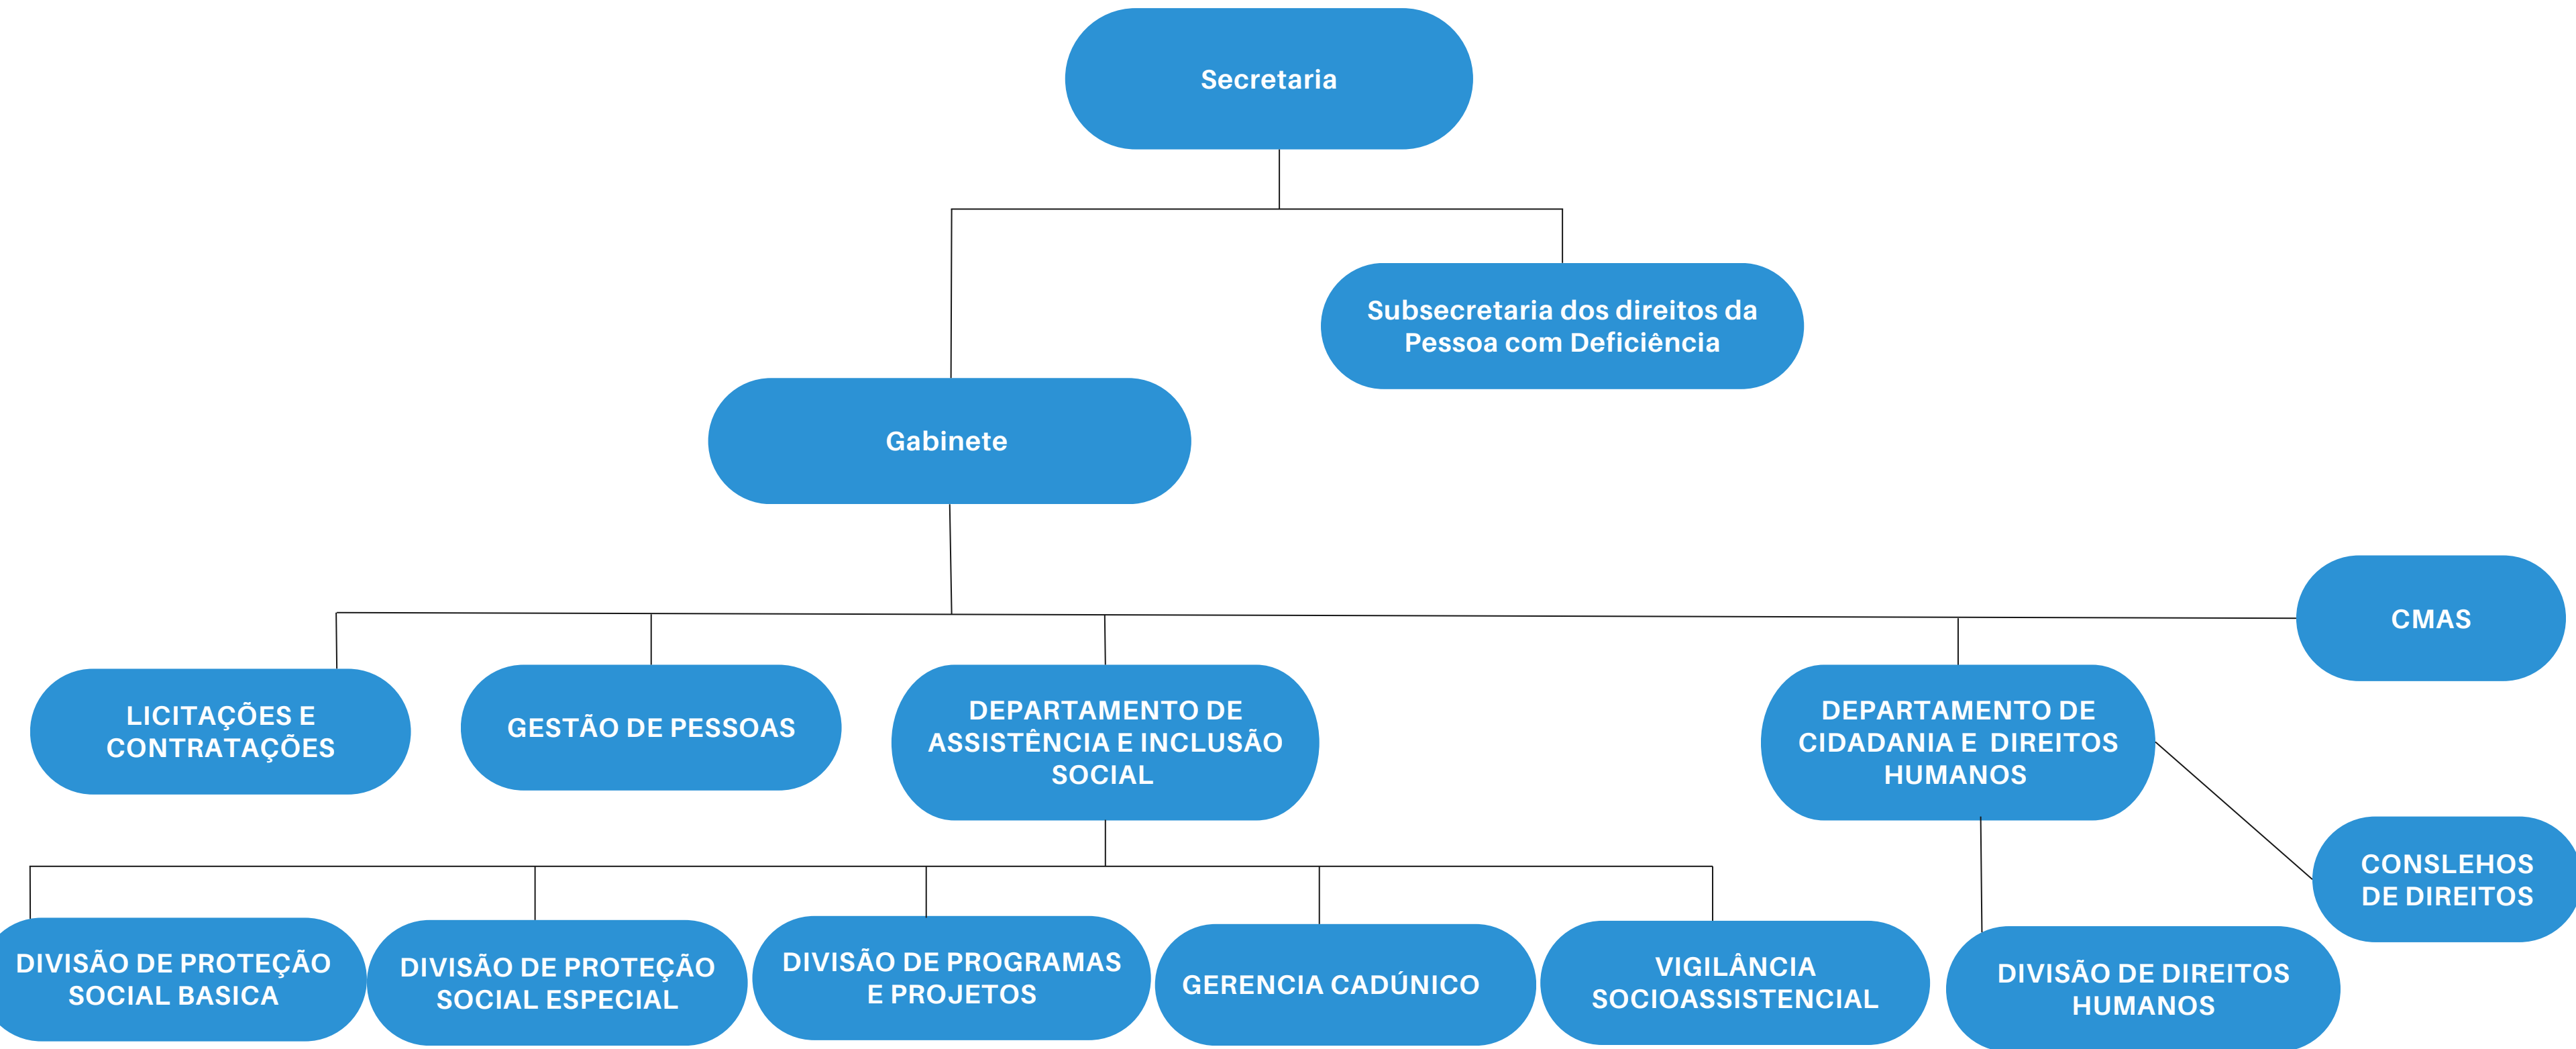 Secretaria
Subsecretaria dos direitos da
Pessoa com Deficiência
Gabinete
CMAS
LICITAÇÕES E
CONTRATAÇÕES
GESTÃO DE PESSOAS
DEPARTAMENTO DE
ASSISTÊNCIA E INCLUSÃO
SOCIAL
DEPARTAMENTO DE
CIDADANIA E DIREITOS
HUMANOS
CONSLEHOS
DE DIREITOS
DIVISÃO DE PROTEÇÃO
SOCIAL BASICA
DIVISÃO DE PROTEÇÃO
SOCIAL ESPECIAL
DIVISÃO DE PROGRAMAS
E PROJETOS
GERENCIA CADÚNICO
VIGILÂNCIA
SOCIOASSISTENCIAL
DIVISÃO DE DIREITOS
HUMANOS